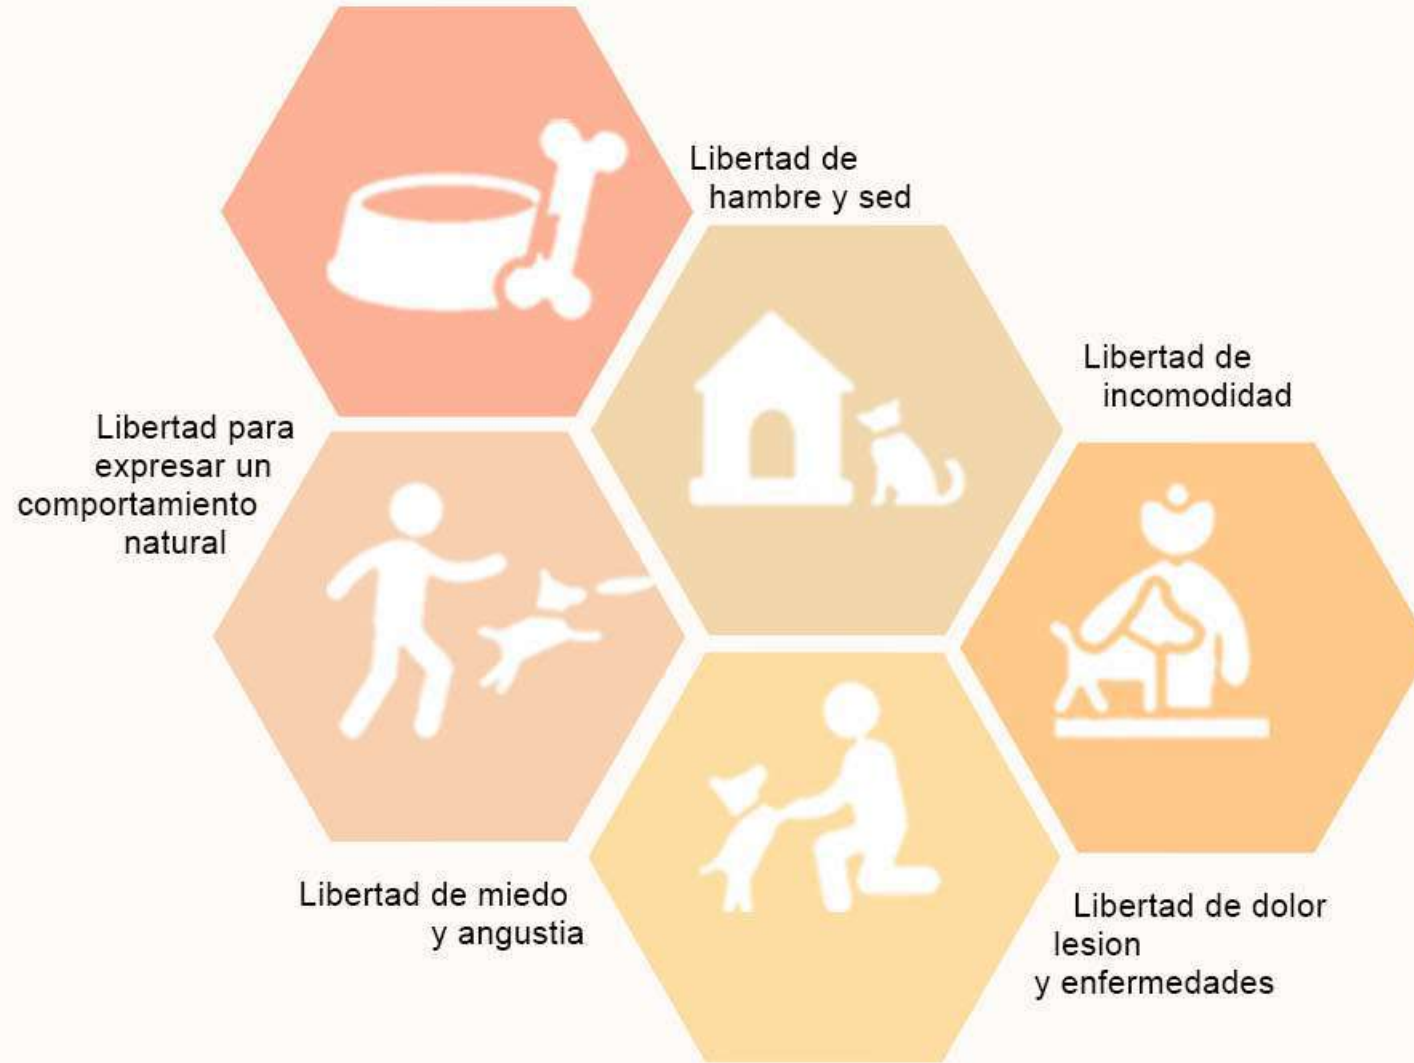 Libertad de
hambre y sed
Libertad de
incomodidad
Libertad para
expresar un
comportamiento
natural
Libertad de miedo
y angustia
Libertad de dolor
lesion
y enfermedades